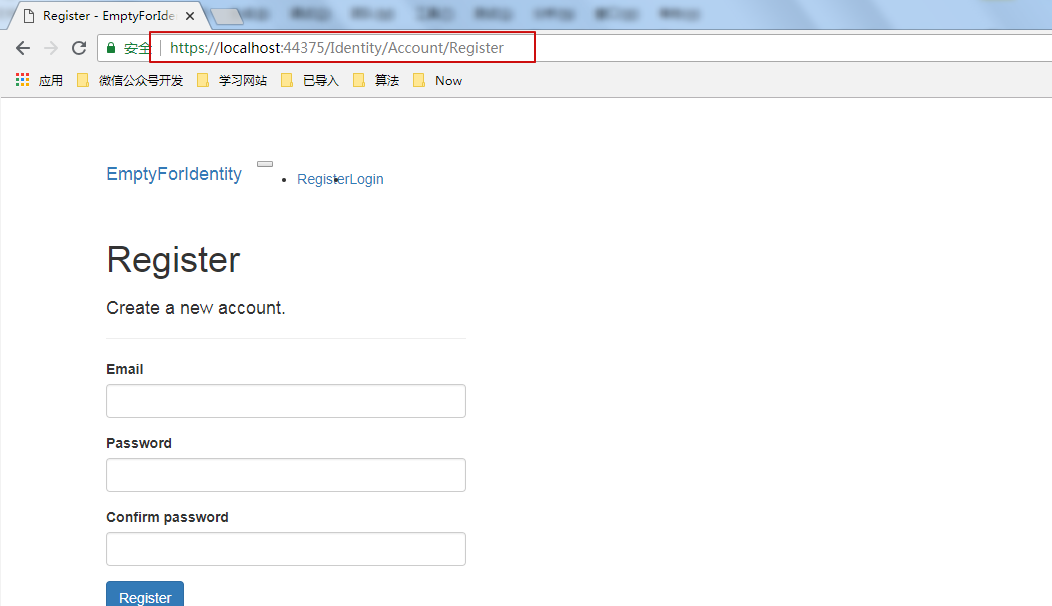 Register - EmptyForIde
安全 | https://localhost:44375/Identity/Account/Register
应用 微信公众号开发 学习网站 已导入 算法 Now
EmptyForIdentity
RegisterLogin
Register
Create a new account.
Email
Password
Confirm password
Register